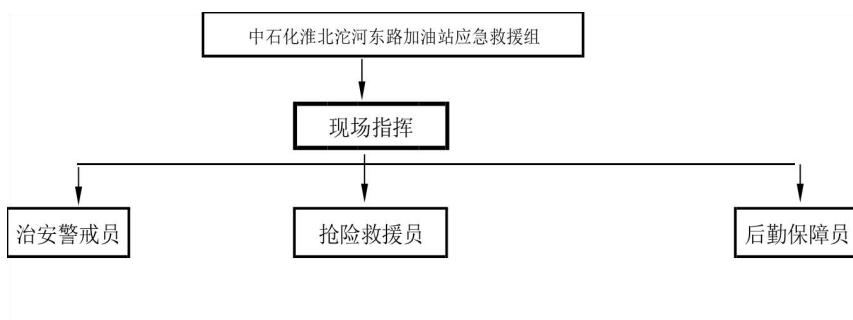 中石化淮北沱河东路加油站应急救援组
现场指挥
治安警戒员
抢险救援员
后勤保障员